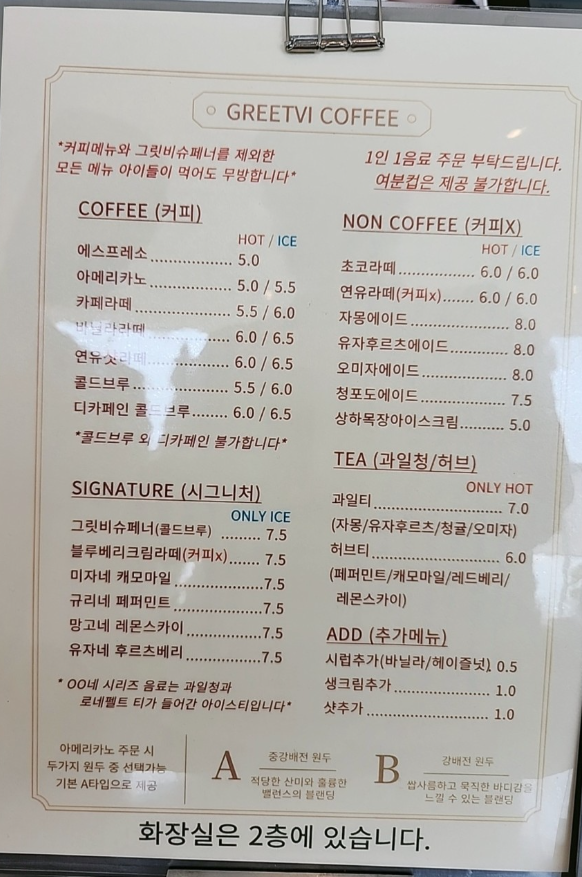 GREETVI COFFEE
*커피메뉴와 그릿비슈페너를 제외한
모든 메뉴 아이들이 먹어도 무방합니다*
1인 1음료 주문 부탁드립니다.
여분컵은 제공 불가합니다.
COFFEE (커피)
HOT / ICE
에스프레소 5.0
아메리카노 5.0 / 5.5
카페라떼 5.5 / 6.0
바닐라라떼 6.0 / 6.5
연유샷라떼 6.0 / 6.5
콜드브루 5.5 / 6.0
디카페인 콜드브루 6.0 / 6.5
*콜드브루 외 디카페인 불가합니다*
SIGNATURE (시그니처)
ONLY ICE
그릿비슈페너(콜드브루) 7.5
블루베리크림라떼(커피x) 7.5
미자네 캐모마일 7.5
규리네 페퍼민트 7.5
망고네 레몬스카이 7.5
유자네 후르츠베리 7.5
* OO네 시리즈 음료는 과일청과
로네펠트 티가 들어간 아이스티입니다*
NON COFFEE (커피X)
HOT / ICE
초코라떼 6.0 / 6.0
연유라떼(커피x) 6.0 / 6.0
자몽에이드 8.0
유자후르츠에이드 8.0
오미자에이드 8.0
청포도에이드 7.5
상하목장아이스크림 5.0
TEA (과일청/허브)
ONLY HOT
과일티 7.0
(자몽/유자후르츠/청귤/오미자)
허브티 6.0
(페퍼민트/캐모마일/레드베리/
레몬스카이)
ADD (추가메뉴)
시럽추가(바닐라/헤이즐넛) 0.5
생크림추가 1.0
샷추가 1.0
아메리카노 주문 시
두가지 원두 중 선택가능
기본 A타입으로 제공
A
중강배전 원두
적당한 산미와 훌륭한
밸런스의 블랜딩
B
강배전 원두
쌉사름하고 묵직한 바디감을
느낄 수 있는 블랜딩
화장실은 2층에 있습니다.